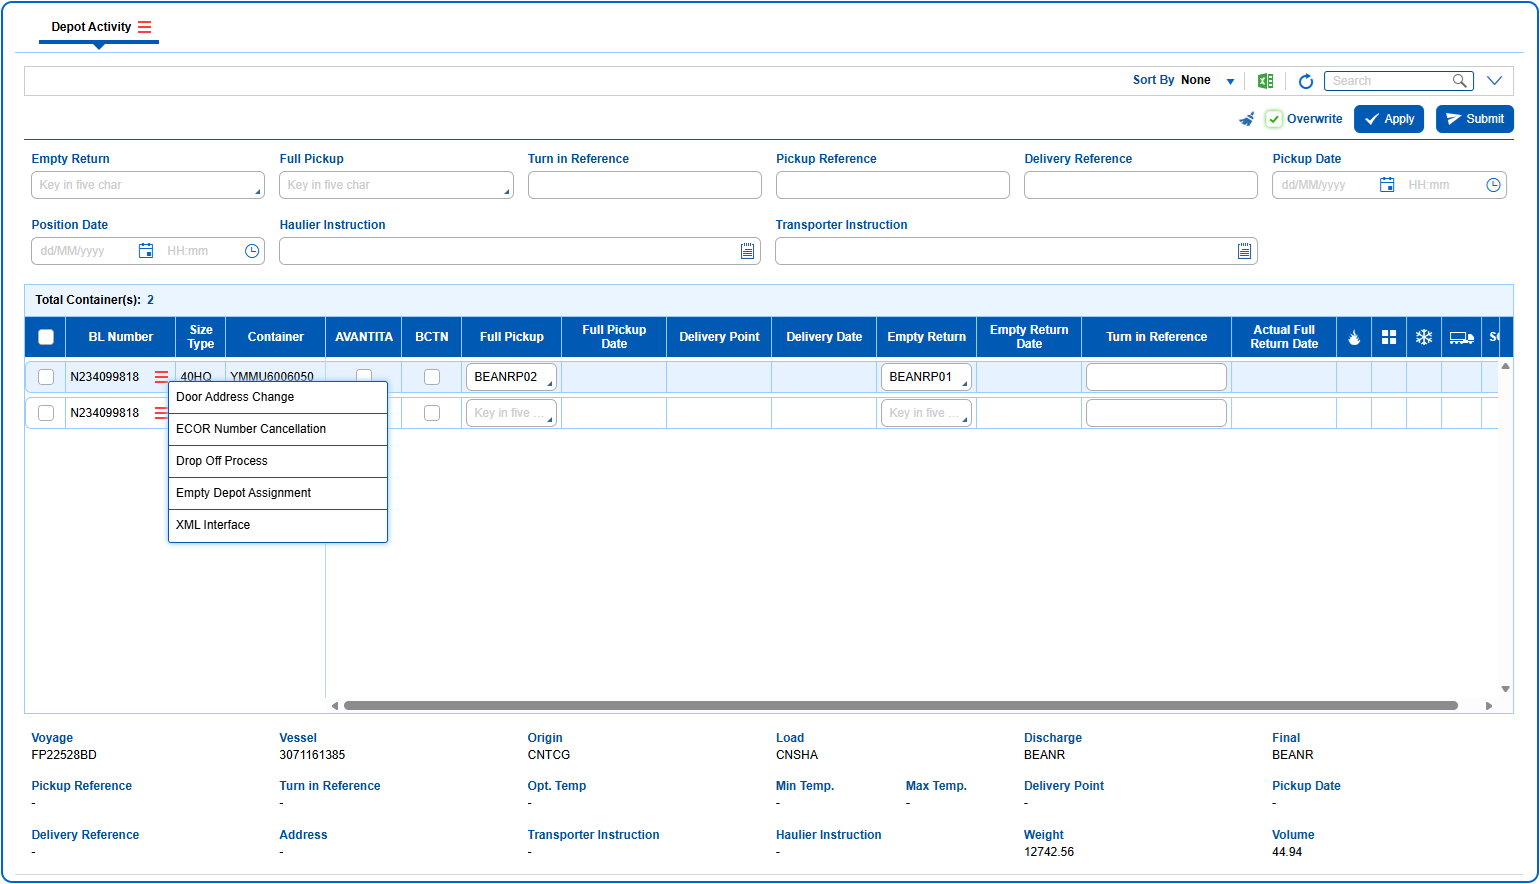 Depot Activity
Sort By None
Search
Overwrite Apply Submit
Empty Return Full Pickup Turn in Reference Pickup Reference Delivery Reference Pickup Date
Key in five char Key in five char dd/MM/yyyy HH:mm
Position Date Haulier Instruction Transporter Instruction
dd/MM/yyyy HH:mm
Total Container(s): 2
BL Number Size Type Container AVANTITA BCTN Full Pickup Full Pickup Date Delivery Point Delivery Date Empty Return Empty Return Date Turn in Reference Actual Full Return Date
N234099818 40HQ YMMU6006050 BEANRP02 BEANRP01
N234099818 Key in five ... Key in five ...
Door Address Change
ECOR Number Cancellation
Drop Off Process
Empty Depot Assignment
XML Interface
Voyage Vessel Origin Load Discharge Final
FP22528BD 3071161385 CNTCG CNSHA BEANR BEANR
Pickup Reference Turn in Reference Opt. Temp Min Temp. Max Temp. Delivery Point Pickup Date
- - - - - - -
Delivery Reference Address Transporter Instruction Haulier Instruction Weight Volume
- - - - 12742.56 44.94